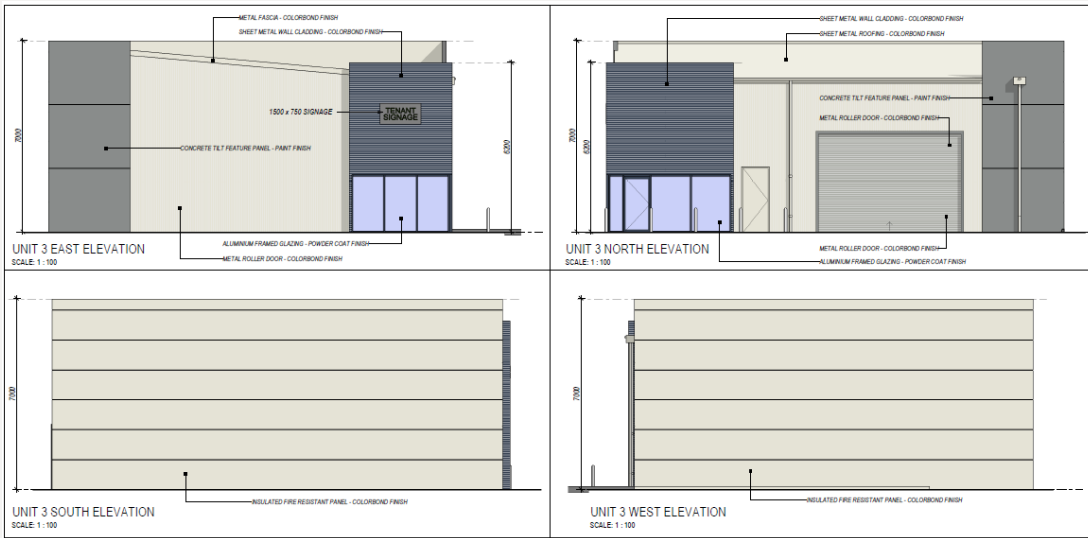 METAL FASCIA - COLORBOND FINISH
SHEET METAL WALL CLADDING - COLORBOND FINISH
1500 x 750 SIGNAGE
TENANT
SIGNAGE
7000
6200
CONCRETE TILT FEATURE PANEL - PAINT FINISH
UNIT 3 EAST ELEVATION
SCALE: 1 : 100
ALUMINIUM FRAMED GLAZING - POWDER COAT FINISH
METAL ROLLER DOOR - COLORBOND FINISH
SHEET METAL WALL CLADDING - COLORBOND FINISH
SHEET METAL ROOFING - COLORBOND FINISH
7000
6200
CONCRETE TILT FEATURE PANEL - PAINT FINISH
METAL ROLLER DOOR - COLORBOND FINISH
UNIT 3 NORTH ELEVATION
SCALE: 1 : 100
METAL ROLLER DOOR - COLORBOND FINISH
ALUMINIUM FRAMED GLAZING - POWDER COAT FINISH
7000
INSULATED FIRE RESISTANT PANEL - COLORBOND FINISH
UNIT 3 SOUTH ELEVATION
SCALE: 1 : 100
7000
INSULATED FIRE RESISTANT PANEL - COLORBOND FINISH
UNIT 3 WEST ELEVATION
SCALE: 1 : 100